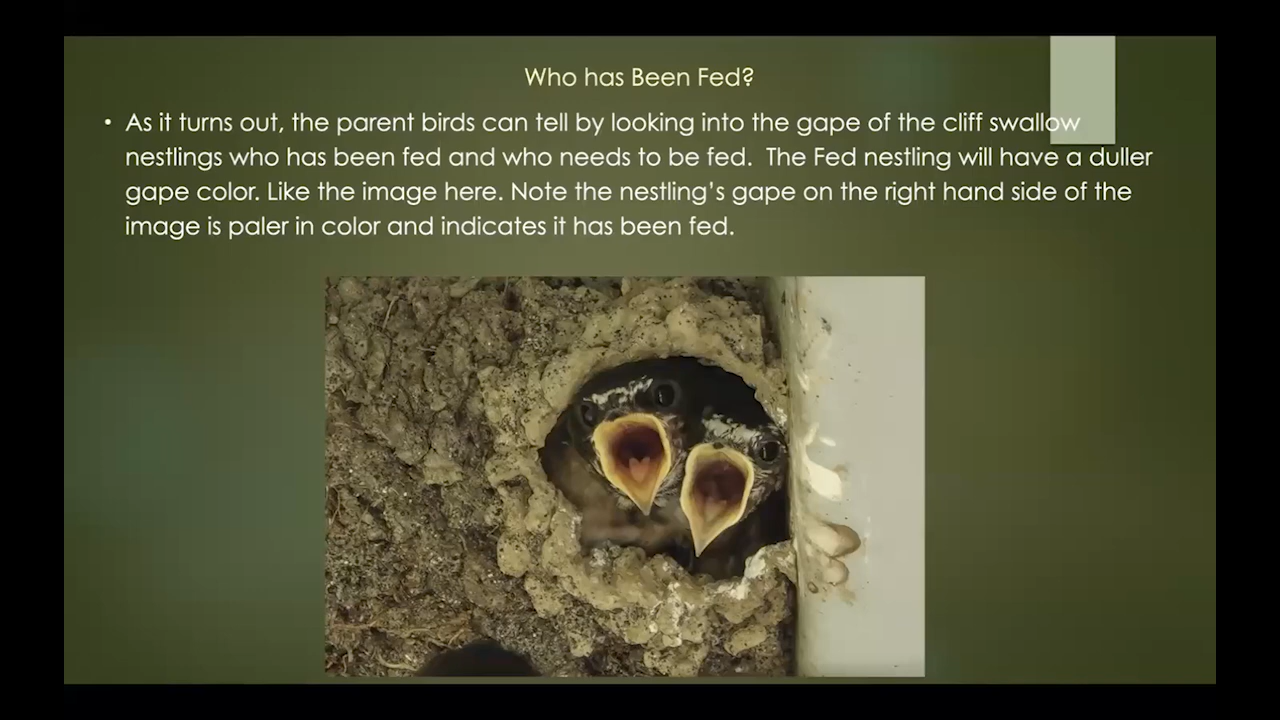 Who has Been Fed?
• As it turns out, the parent birds can tell by looking into the gape of the cliff swallow
nestlings who has been fed and who needs to be fed.  The Fed nestling will have a duller
gape color. Like the image here. Note the nestling’s gape on the right hand side of the
image is paler in color and indicates it has been fed.